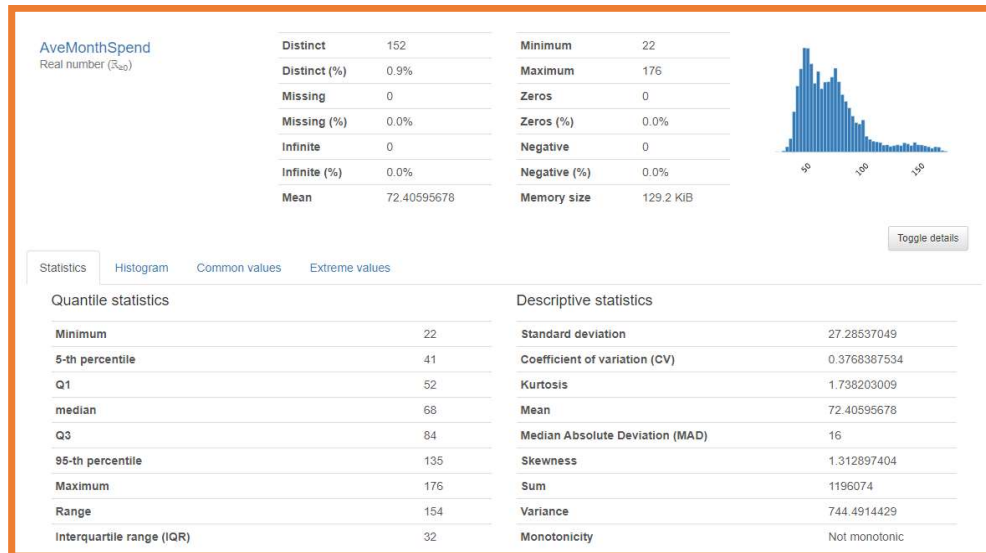 AveMonthSpend
Real number (ℝ≥0)
Distinct 152
Distinct (%) 0.9%
Missing 0
Missing (%) 0.0%
Infinite 0
Infinite (%) 0.0%
Mean 72.40595678
Minimum 22
Maximum 176
Zeros 0
Zeros (%) 0.0%
Negative 0
Negative (%) 0.0%
Memory size 129.2 KiB
50 100 150
Toggle details
Statistics Histogram Common values Extreme values
Quantile statistics
Minimum 22
5-th percentile 41
Q1 52
median 68
Q3 84
95-th percentile 135
Maximum 176
Range 154
Interquartile range (IQR) 32
Descriptive statistics
Standard deviation 27.28537049
Coefficient of variation (CV) 0.3768387534
Kurtosis 1.738203009
Mean 72.40595678
Median Absolute Deviation (MAD) 16
Skewness 1.312897404
Sum 1196074
Variance 744.4914429
Monotonicity Not monotonic